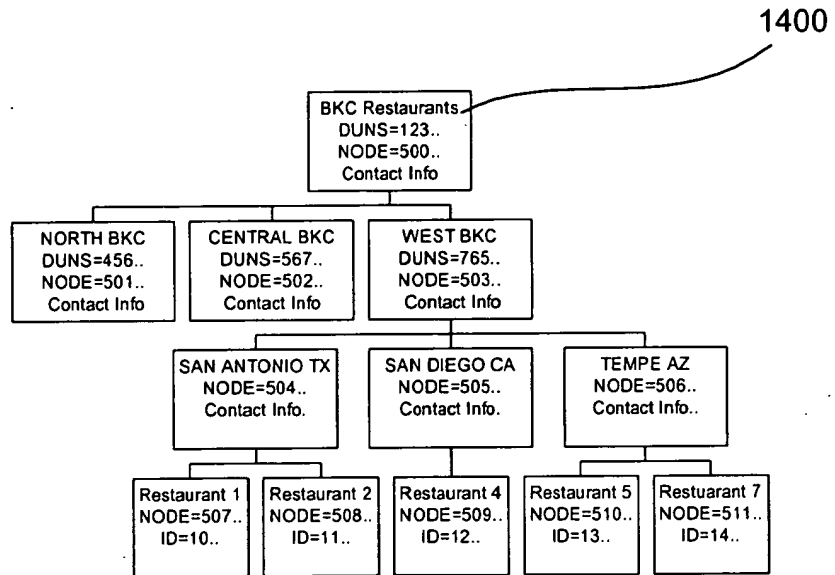 1400
BKC Restaurants
DUNS=123..
NODE=500..
Contact Info
NORTH BKC
DUNS=456..
NODE=501..
Contact Info
CENTRAL BKC
DUNS=567..
NODE=502..
Contact Info
WEST BKC
DUNS=765..
NODE=503..
Contact Info
SAN ANTONIO TX
NODE=504..
Contact Info.
SAN DIEGO CA
NODE=505..
Contact Info.
TEMPE AZ
NODE=506..
Contact Info..
Restaurant 1
NODE=507..
ID=10..
Restaurant 2
NODE=508..
ID=11..
Restaurant 4
NODE=509..
ID=12..
Restaurant 5
NODE=510..
ID=13..
Restuarant 7
NODE=511..
ID=14..